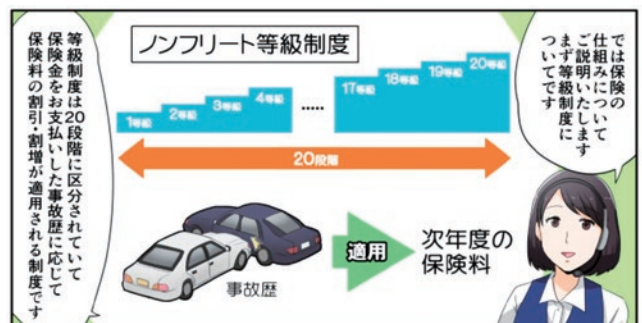 では保険の
仕組みについて
ご説明いたします
まず等級制度に
ついてです
ノンフリート等級制度
1等級
2等級
3等級
4等級
.....
17等級
18等級
19等級
20等級
20段階
事故歴
適用
次年度の
保険料
等級制度は20段階に区分されていて
保険金をお支払いした事故歴に応じて
保険料の割引・割増が適用される制度です